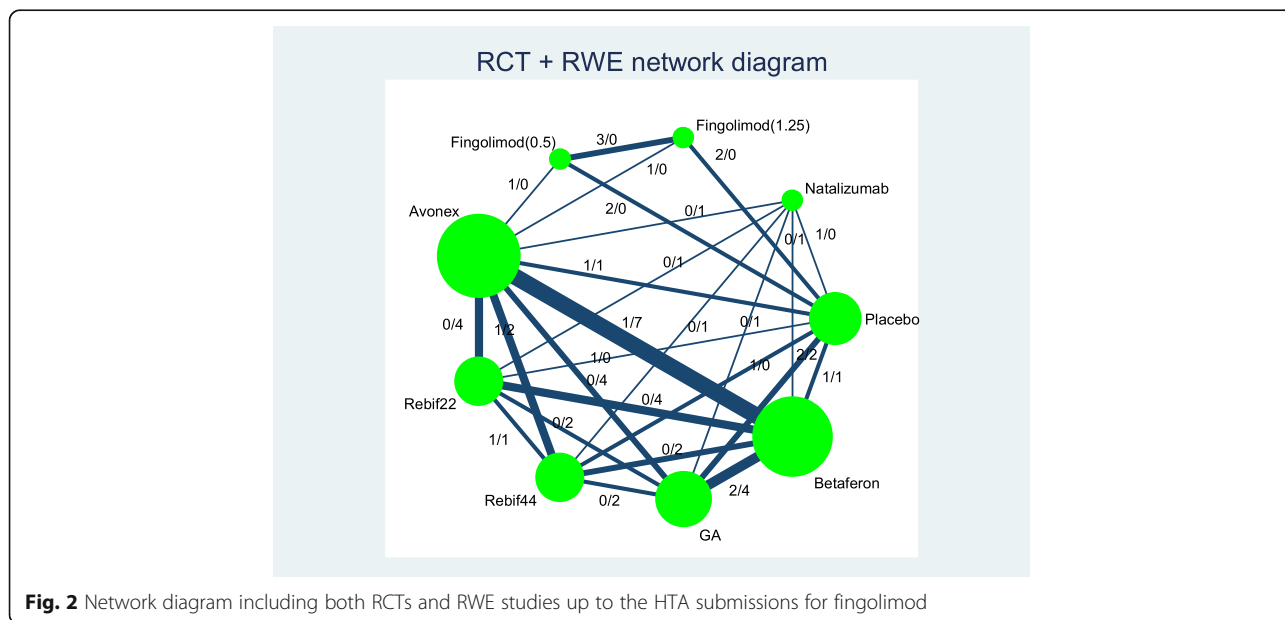 RCT + RWE network diagram
Fingolimod(1.25)
3/0
Fingolimod(0.5)
2/0
1/0
1/0
Natalizumab
2/0
0/1
Avonex
1/0
0/1
0/1
1/1
Placebo
0/4
1/2
1/7
0/1
0/1
1/0
2/2
1/0
1/1
0/4
Rebif22
0/4
0/2
1/1
0/2
Betaferon
2/4
Rebif44
0/2
GA
Fig. 2 Network diagram including both RCTs and RWE studies up to the HTA submissions for fingolimod